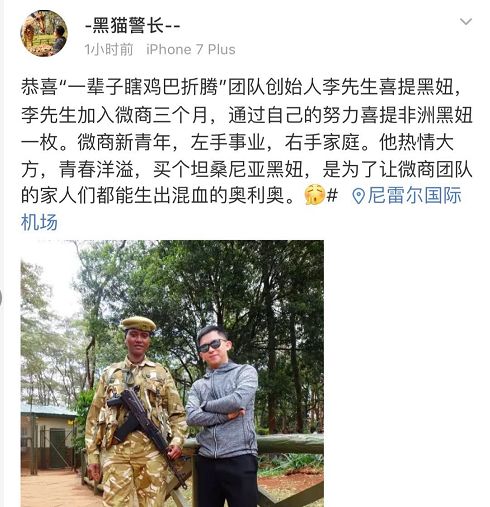 -黑猫警长--
1小时前 iPhone 7 Plus
恭喜“一辈子瞎鸡巴折腾”团队创始人李先生喜提黑妞，
李先生加入微商三个月，通过自己的努力喜提非洲黑妞
一枚。微商新青年，左手事业，右手家庭。他热情大
方，青春洋溢，买个坦桑尼亚黑妞，是为了让微商团队
的家人们都能生出混血的奥利奥。# 尼雷尔国际
机场